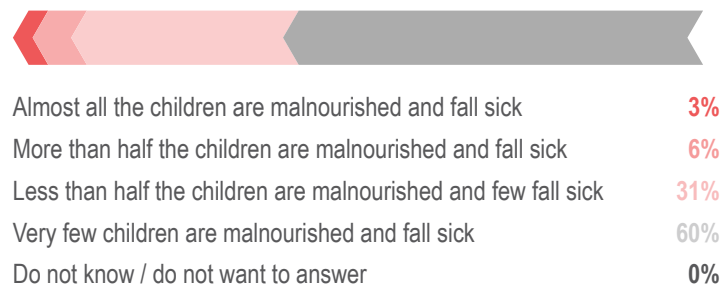 Almost all the children are malnourished and fall sick 3%
More than half the children are malnourished and fall sick 6%
Less than half the children are malnourished and few fall sick 31%
Very few children are malnourished and fall sick 60%
Do not know / do not want to answer 0%